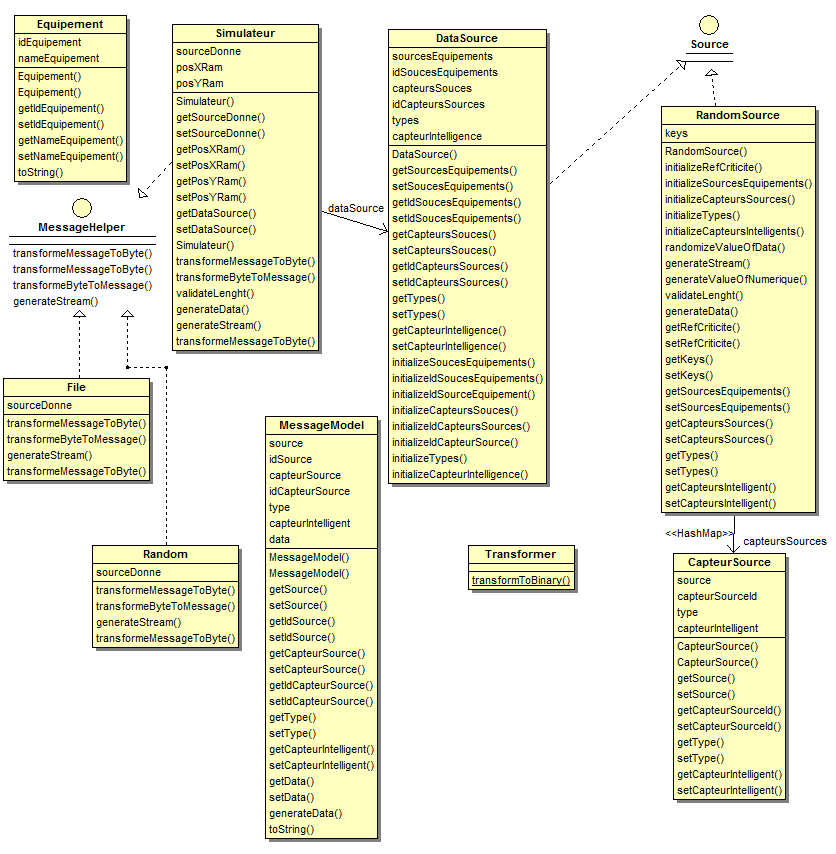 Equipement
idEquipement
nameEquipement
Equipement()
Equipement()
getIdEquipement()
setIdEquipement()
getNameEquipement()
setNameEquipement()
toString()
MessageHelper
transformeMessageToByte()
transformeMessageToByte()
transformeByteToMessage()
generateStream()
File
sourceDonne
transformeMessageToByte()
transformeByteToMessage()
generateStream()
transformeMessageToByte()
Random
sourceDonne
transformeMessageToByte()
transformeByteToMessage()
generateStream()
transformeMessageToByte()
Simulateur
sourceDonne
posXRam
posYRam
Simulateur()
getSourceDonne()
setSourceDonne()
getPosXRam()
setPosXRam()
getPosYRam()
setPosYRam()
getDataSource()
setDataSource()
Simulateur()
transformeMessageToByte()
transformeByteToMessage()
validateLenght()
generateData()
generateStream()
transformeMessageToByte()
dataSource
MessageModel
source
idSource
capteurSource
idCapteurSource
type
capteurIntelligent
data
MessageModel()
MessageModel()
getSource()
setSource()
getIdSource()
setIdSource()
getCapteurSource()
setCapteurSource()
getIdCapteurSource()
setIdCapteurSource()
getType()
setType()
getCapteurIntelligent()
setCapteurIntelligent()
getData()
setData()
generateData()
toString()
DataSource
sourcesEquipements
idSoucesEquipements
capteursSouces
idCapteursSources
types
capteurIntelligence
DataSource()
getSourcesEquipements()
setSoucesEquipements()
getIdSoucesEquipements()
setIdSoucesEquipements()
getCapteursSouces()
setCapteursSouces()
getIdCapteursSources()
setIdCapteursSources()
getTypes()
setTypes()
getCapteurIntelligence()
setCapteurIntelligence()
initializeSoucesEquipements()
initializeIdSoucesEquipements()
initializeIdSourceEquipement()
initializeCapteursSouces()
initializeIdCapteursSources()
initializeIdCapteurSource()
initializeTypes()
initializeCapteurIntelligence()
Transformer
transformToBinary()
Source
RandomSource
keys
RandomSource()
initializeRefCriticite()
initializeSourcesEquipements()
initializeCapteursSources()
initializeTypes()
initializeCapteursIntelligents()
randomizeValueOfData()
generateStream()
generateValueOfNumerique()
validateLenght()
generateData()
getRefCriticite()
setRefCriticite()
getKeys()
setKeys()
getSourcesEquipements()
setSourcesEquipements()
getCapteursSources()
setCapteursSources()
getTypes()
setTypes()
getCapteursIntelligent()
setCapteursIntelligent()
<<HashMap>>
capteursSources
CapteurSource
source
capteurSourceId
type
capteurIntelligent
CapteurSource()
CapteurSource()
getSource()
setSource()
getCapteurSourceId()
setCapteurSourceId()
getType()
setType()
getCapteurIntelligent()
setCapteurIntelligent()